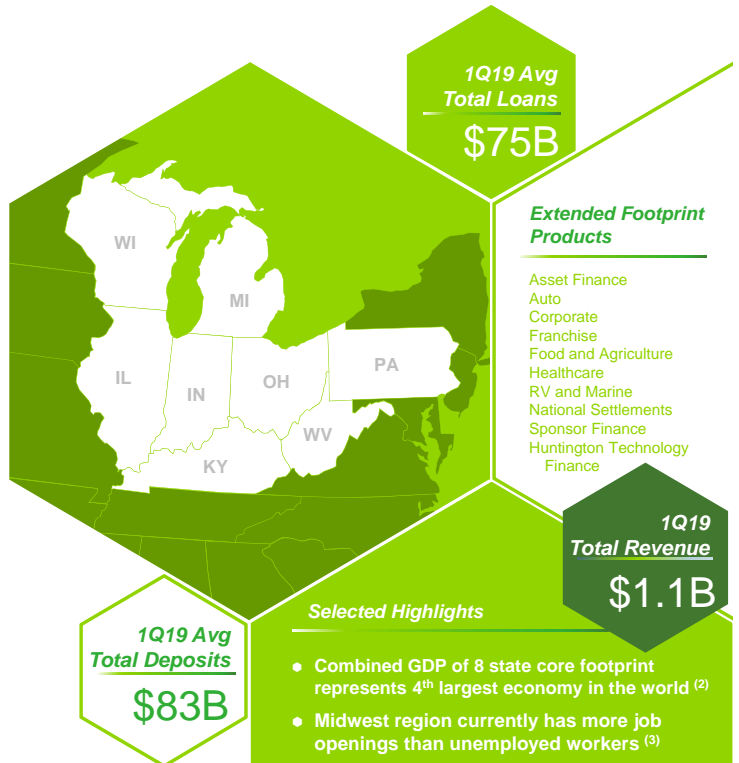 1Q19 Avg
Total Loans
$75B
WI
MI
IL
IN
OH
PA
WV
KY
Extended Footprint
Products
Asset Finance
Auto
Corporate
Franchise
Food and Agriculture
Healthcare
RV and Marine
National Settlements
Sponsor Finance
Huntington Technology
Finance
1Q19
Total Revenue
$1.1B
1Q19 Avg
Total Deposits
$83B
Selected Highlights
Combined GDP of 8 state core footprint
represents 4th largest economy in the world (2)
Midwest region currently has more job
openings than unemployed workers (3)